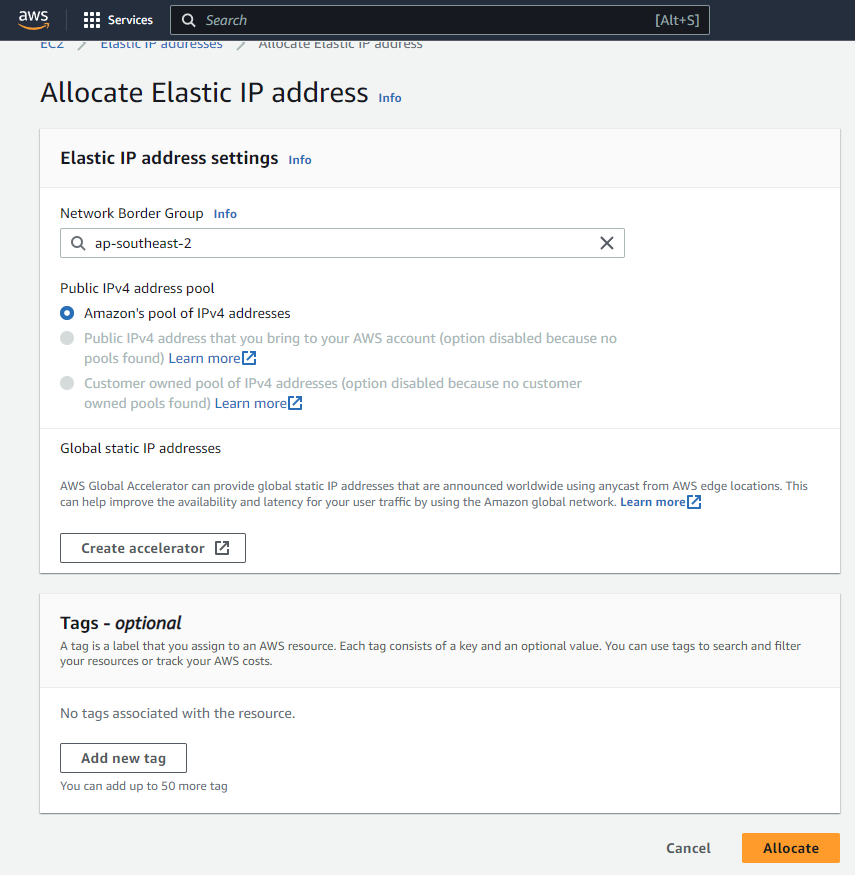 aws
Services
Search
[Alt+S]
EC2
Elastic IP addresses
Allocate Elastic IP address
Allocate Elastic IP address Info
Elastic IP address settings Info
Network Border Group Info
ap-southeast-2
Public IPv4 address pool
Amazon's pool of IPv4 addresses
Public IPv4 address that you bring to your AWS account (option disabled because no
pools found) Learn more
Customer owned pool of IPv4 addresses (option disabled because no customer
owned pools found) Learn more
Global static IP addresses
AWS Global Accelerator can provide global static IP addresses that are announced worldwide using anycast from AWS edge locations. This
can help improve the availability and latency for your user traffic by using the Amazon global network. Learn more
Create accelerator
Tags - optional
A tag is a label that you assign to an AWS resource. Each tag consists of a key and an optional value. You can use tags to search and filter
your resources or track your AWS costs.
No tags associated with the resource.
Add new tag
You can add up to 50 more tag
Cancel
Allocate